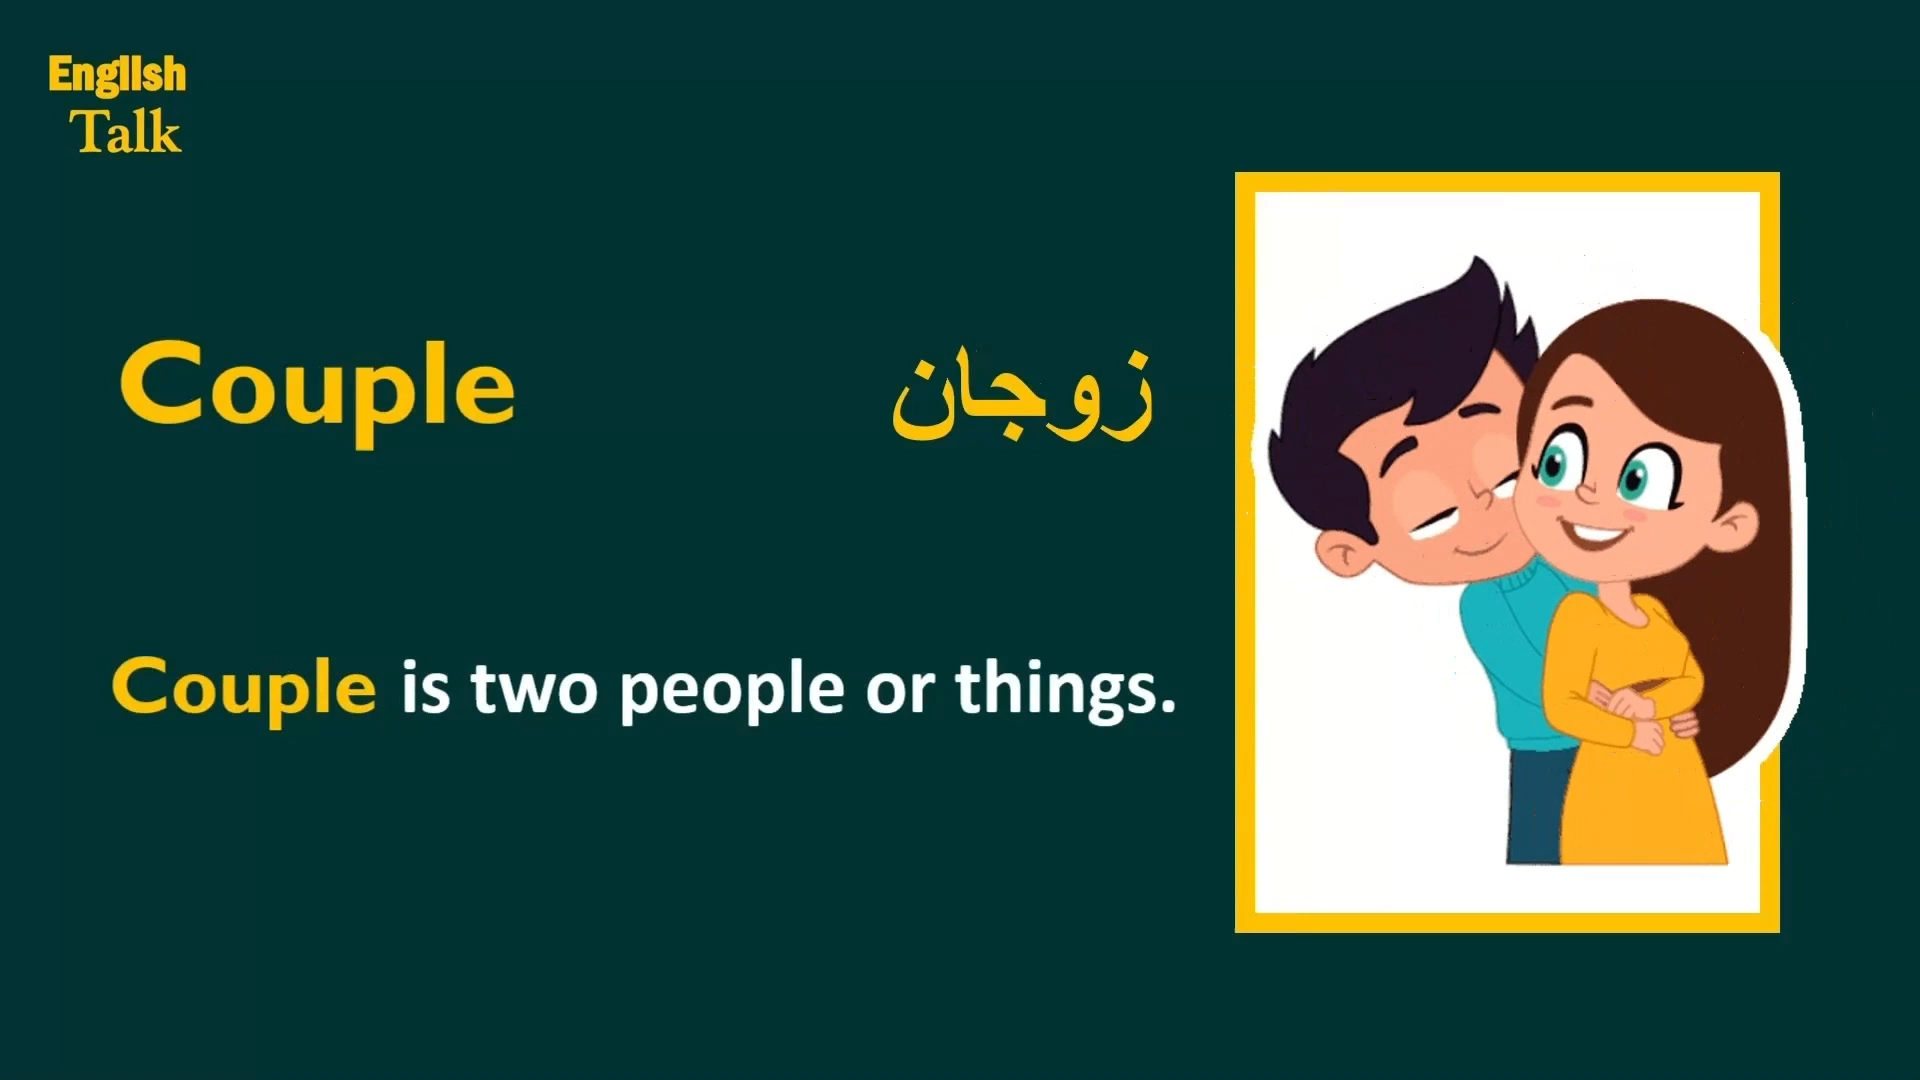 English
Talk
Couple
زوجان
Couple is two people or things.